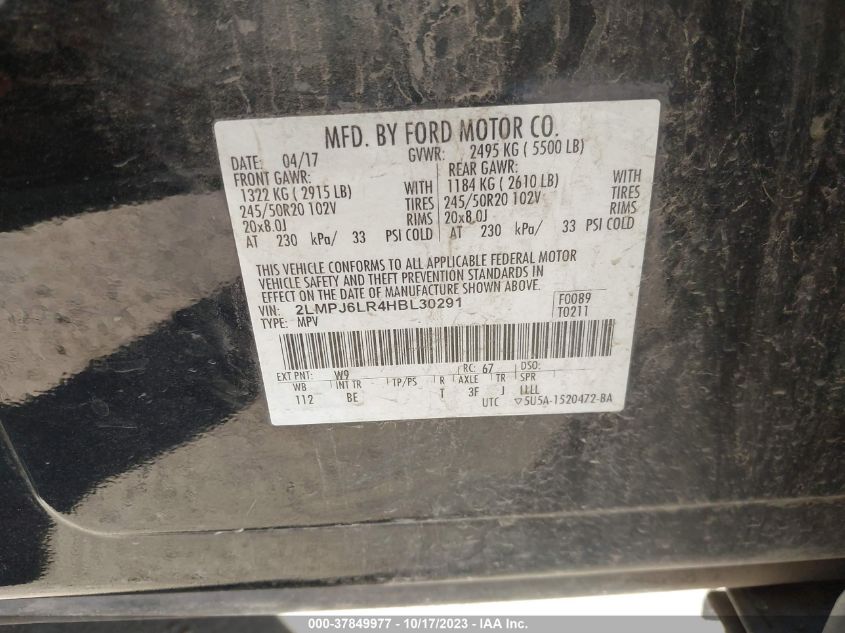 MFD. BY FORD MOTOR CO.
DATE: 04/17 GVWR: 2495 KG ( 5500 LB)
FRONT GAWR: REAR GAWR:
1322 KG ( 2915 LB) WITH 1184 KG ( 2610 LB) WITH
245/50R20 102V TIRES 245/50R20 102V TIRES
20x8.0J RIMS 20x8.0J RIMS
AT 230 kPa/ 33 PSI COLD AT 230 kPa/ 33 PSI COLD
THIS VEHICLE CONFORMS TO ALL APPLICABLE FEDERAL MOTOR
VEHICLE SAFETY AND THEFT PREVENTION STANDARDS IN
EFFECT ON THE DATE OF MANUFACTURE SHOWN ABOVE.
VIN: 2LMPJ6LR4HBL30291 F0089
TYPE: MPV T0211
EXT PNT: W9 RC: 67 DSO:
WB INT TR TP/PS R AXLE TR SPR
112 BE T 3F J LLLL
UTC ▽5U5A-1520472-BA
000-37849977 - 10/17/2023 - IAA Inc.